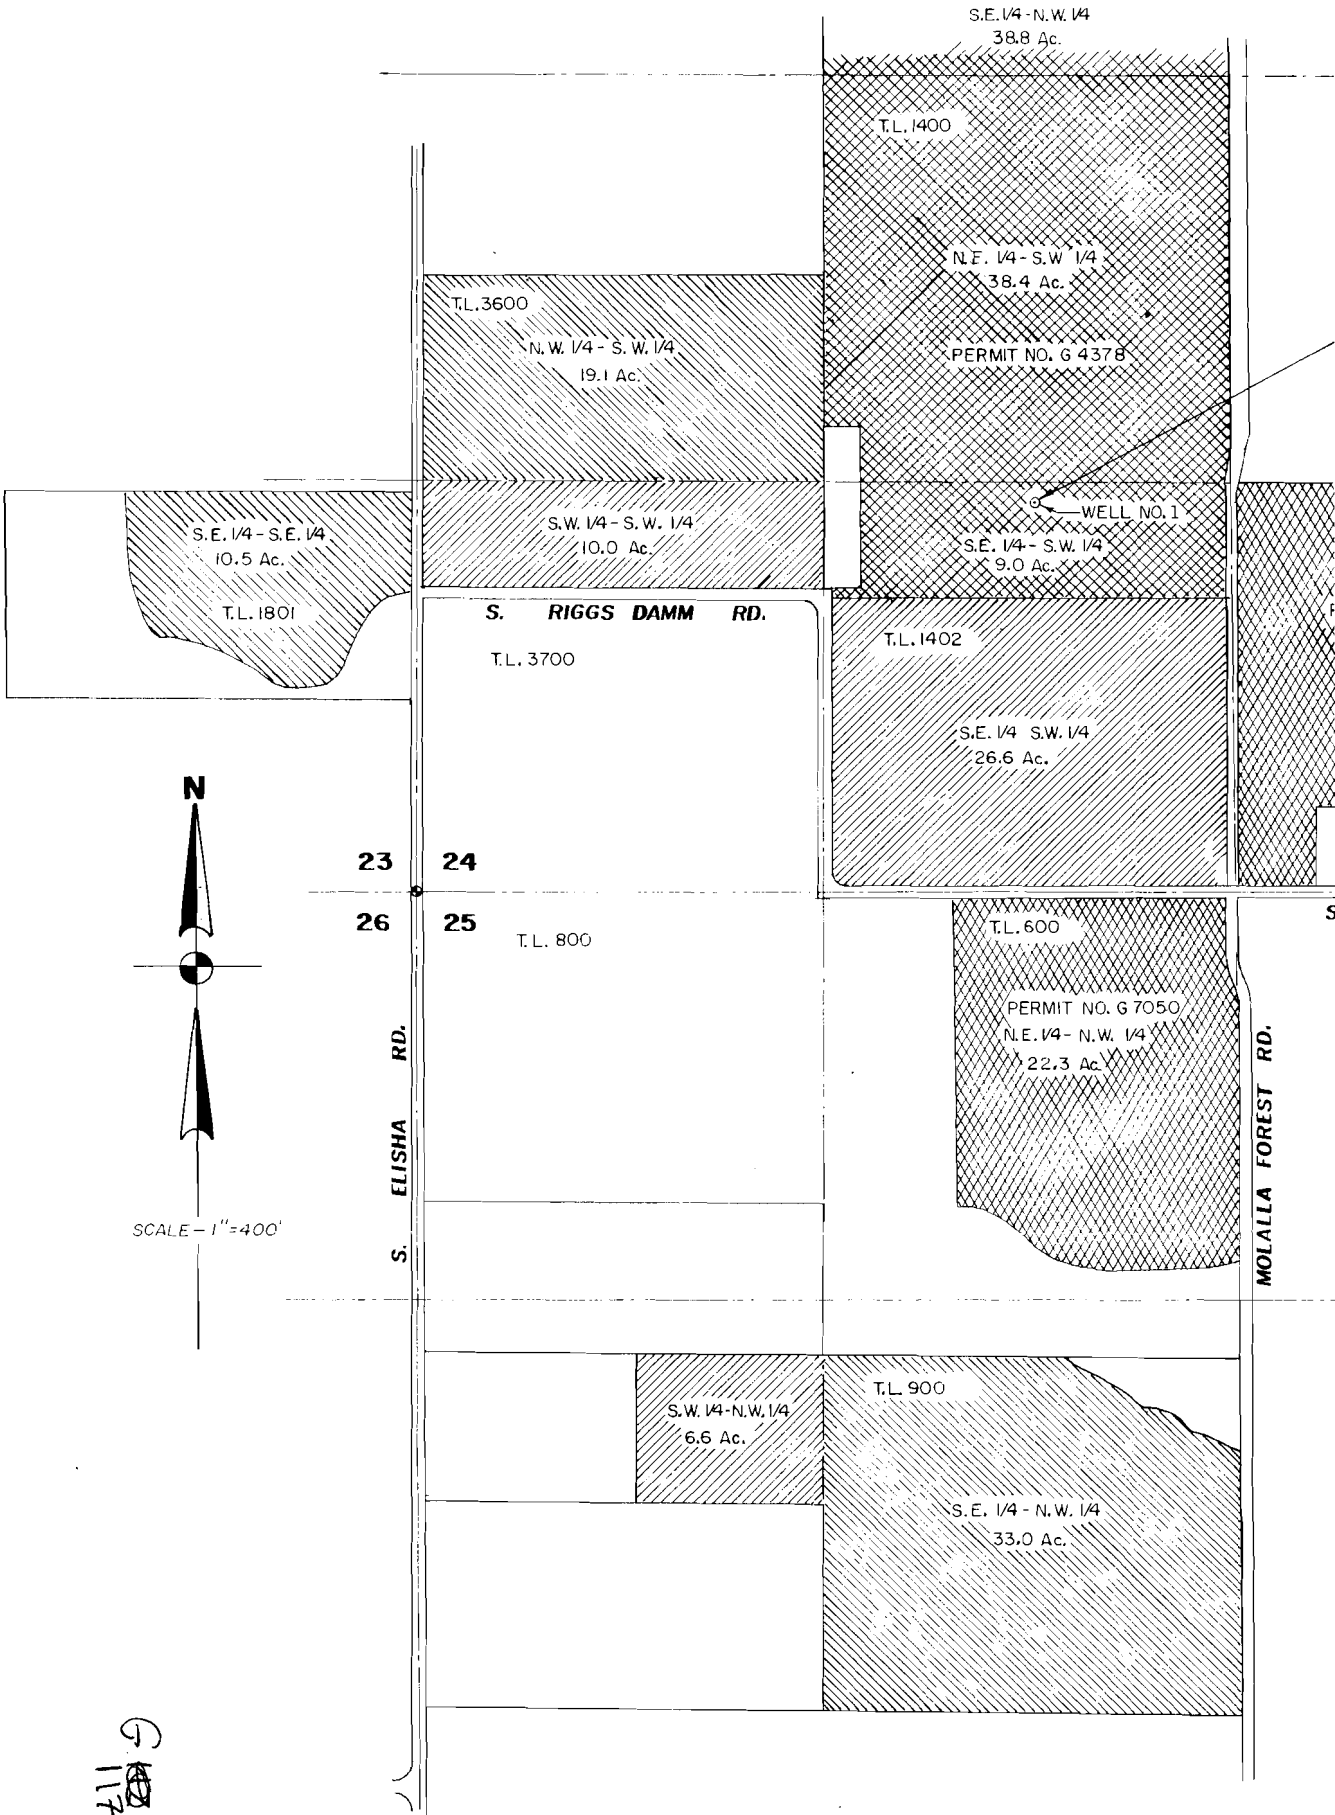 S.E. 1/4 - N.W. 1/4
38.8 Ac.
T.L. 1400
N.E. 1/4 - S.W 1/4
38.4 Ac.
PERMIT NO. G 4378
T.L. 3600
N.W. 1/4 - S.W. 1/4
19.1 Ac.
S.W. 1/4 - S.W. 1/4
10.0 Ac.
WELL NO. 1
S.E. 1/4 - S.W. 1/4
9.0 Ac.
S.E. 1/4 - S.E. 1/4
10.5 Ac.
T.L. 1801
S. RIGGS DAMM RD.
T.L. 3700
T.L. 1402
S.E. 1/4 S.W. 1/4
26.6 Ac.
N
23 24
26 25
T.L. 800
T.L. 600
S
PERMIT NO. G 7050
N.E. 1/4 - N.W. 1/4
22.3 Ac.
S. ELISHA RD.
MOLALLA FOREST RD.
SCALE - 1"=400'
T.L. 900
S.W. 1/4 - N.W. 1/4
6.6 Ac.
S.E. 1/4 - N.W. 1/4
33.0 Ac.
G
117